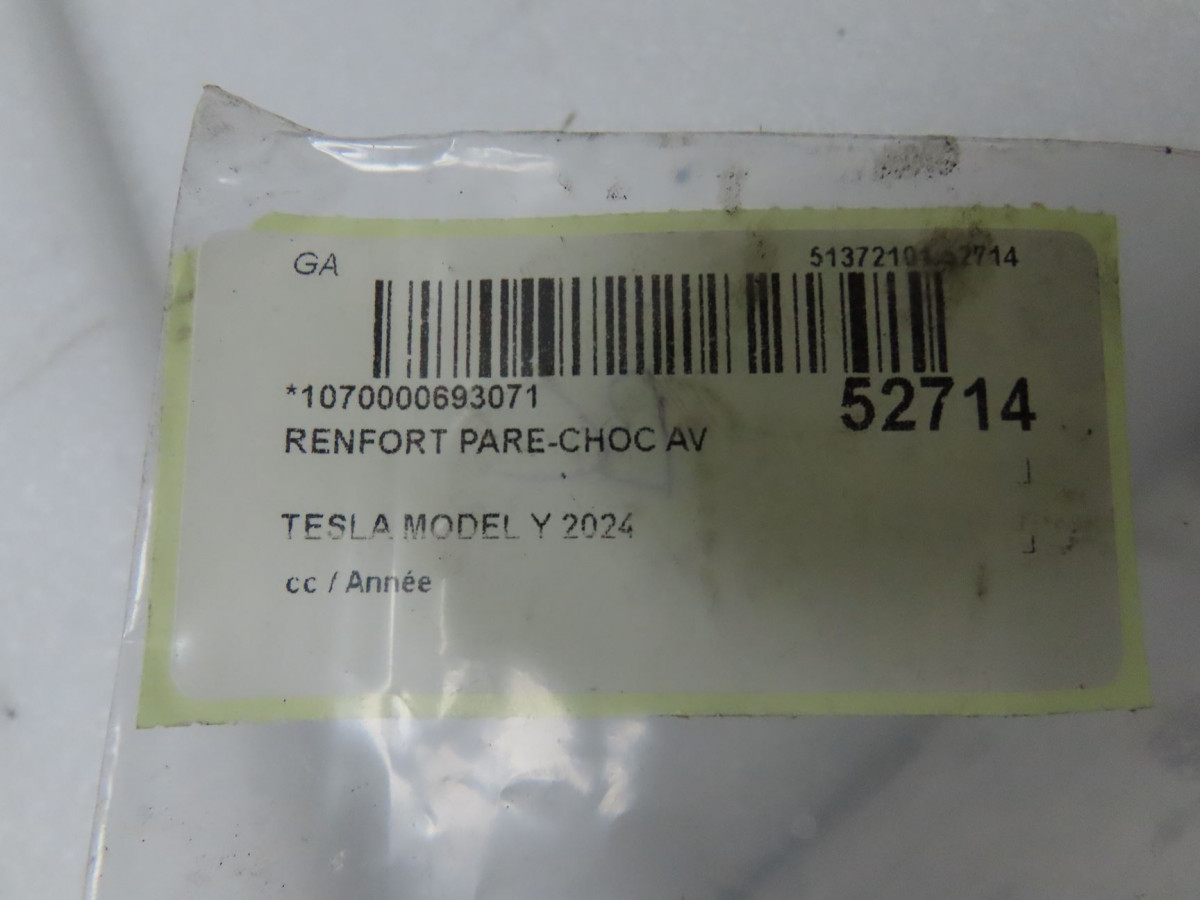 GA
52714
*1070000693071
RENFORT PARE-CHOC AV
TESLA MODEL Y 2024
cc / Année